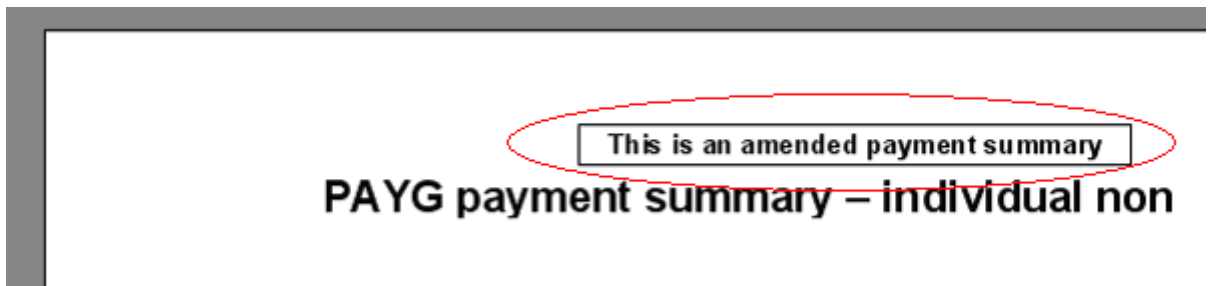 This is an amended payment summary
PAYG payment summary – individual non